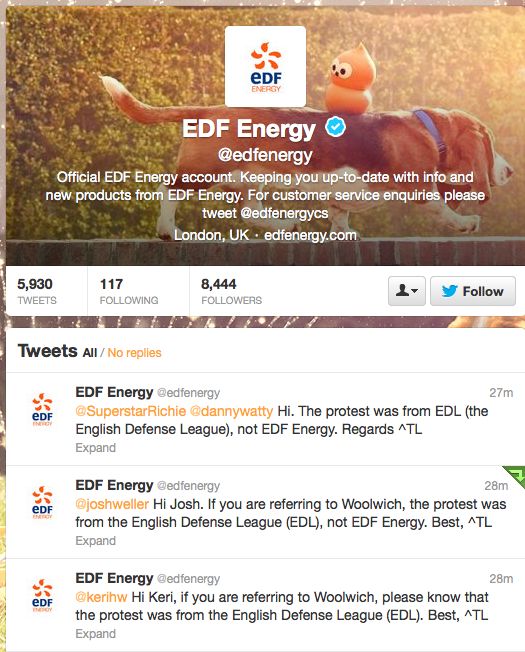 eDF
ENERGY
EDF Energy
@edfenergy
Official EDF Energy account. Keeping you up-to-date with info and
new products from EDF Energy. For customer service enquiries please
tweet @edfenergycs
London, UK · edfenergy.com
5,930
TWEETS
117
FOLLOWING
8,444
FOLLOWERS
Follow
Tweets All / No replies
eDF
ENERGY
EDF Energy @edfenergy 27m
@SuperstarRichie @dannywatty Hi. The protest was from EDL (the
English Defense League), not EDF Energy. Regards ^TL
Expand
eDF
ENERGY
EDF Energy @edfenergy 28m
@joshweller Hi Josh. If you are referring to Woolwich, the protest was
from the English Defense League (EDL), not EDF Energy. Best, ^TL
Expand
eDF
ENERGY
EDF Energy @edfenergy 28m
@kerihw Hi Keri, if you are referring to Woolwich, please know that
the protest was from the English Defense League (EDL). Best, ^TL
Expand